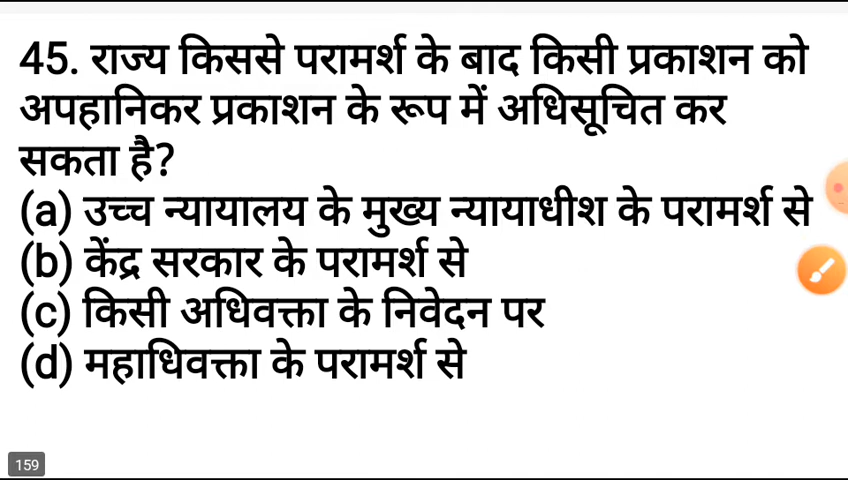 45. राज्य किससे परामर्श के बाद किसी प्रकाशन को
अपहानिकर प्रकाशन के रूप में अधिसूचित कर
सकता है?
(a) उच्च न्यायालय के मुख्य न्यायाधीश के परामर्श से
(b) केंद्र सरकार के परामर्श से
(c) किसी अधिवक्ता के निवेदन पर
(d) महाधिवक्ता के परामर्श से
159